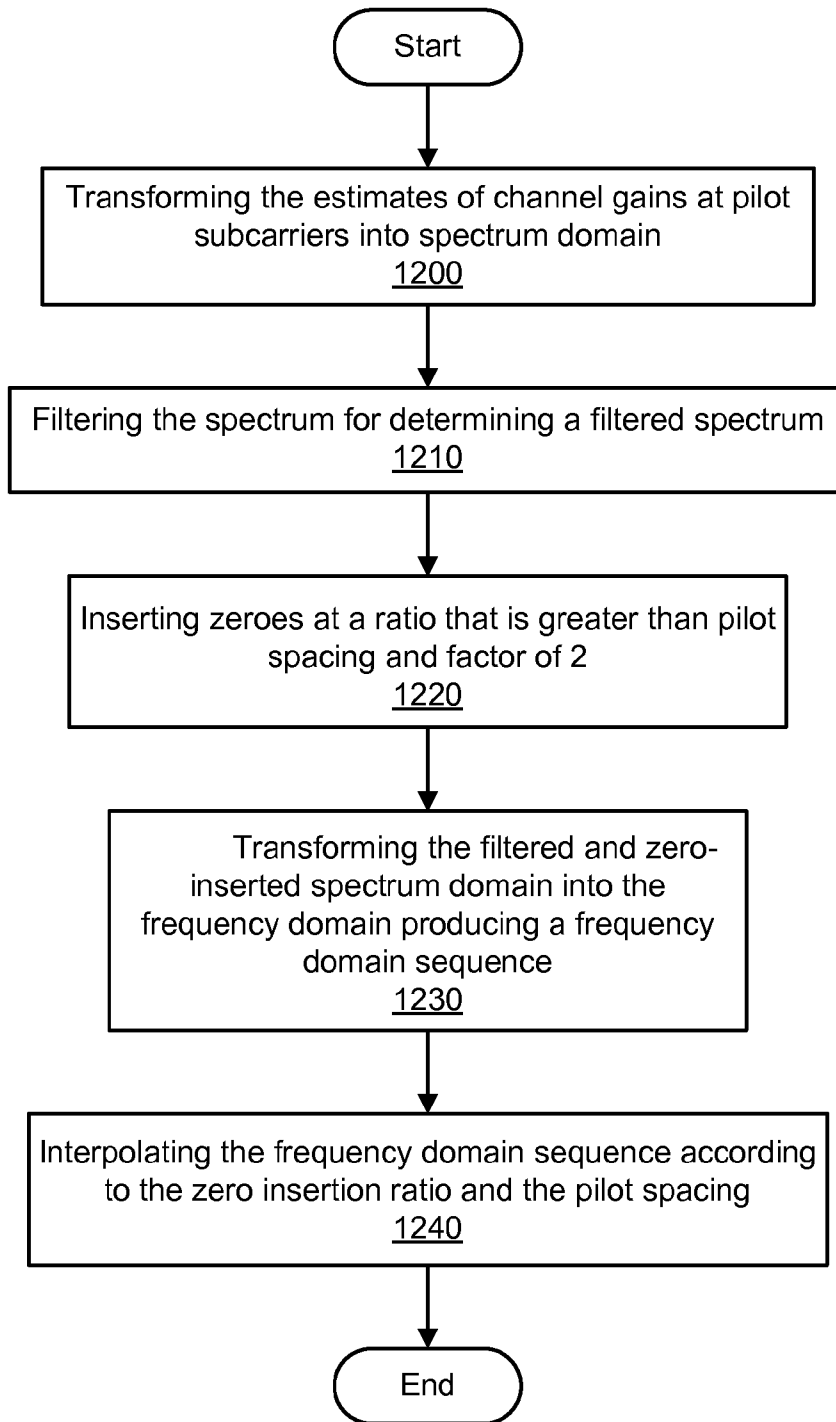 Start
Transforming the estimates of channel gains at pilot
subcarriers into spectrum domain
1200
Filtering the spectrum for determining a filtered spectrum
1210
Inserting zeroes at a ratio that is greater than pilot
spacing and factor of 2
1220
Transforming the filtered and zero-
inserted spectrum domain into the
frequency domain producing a frequency
domain sequence
1230
Interpolating the frequency domain sequence according
to the zero insertion ratio and the pilot spacing
1240
End